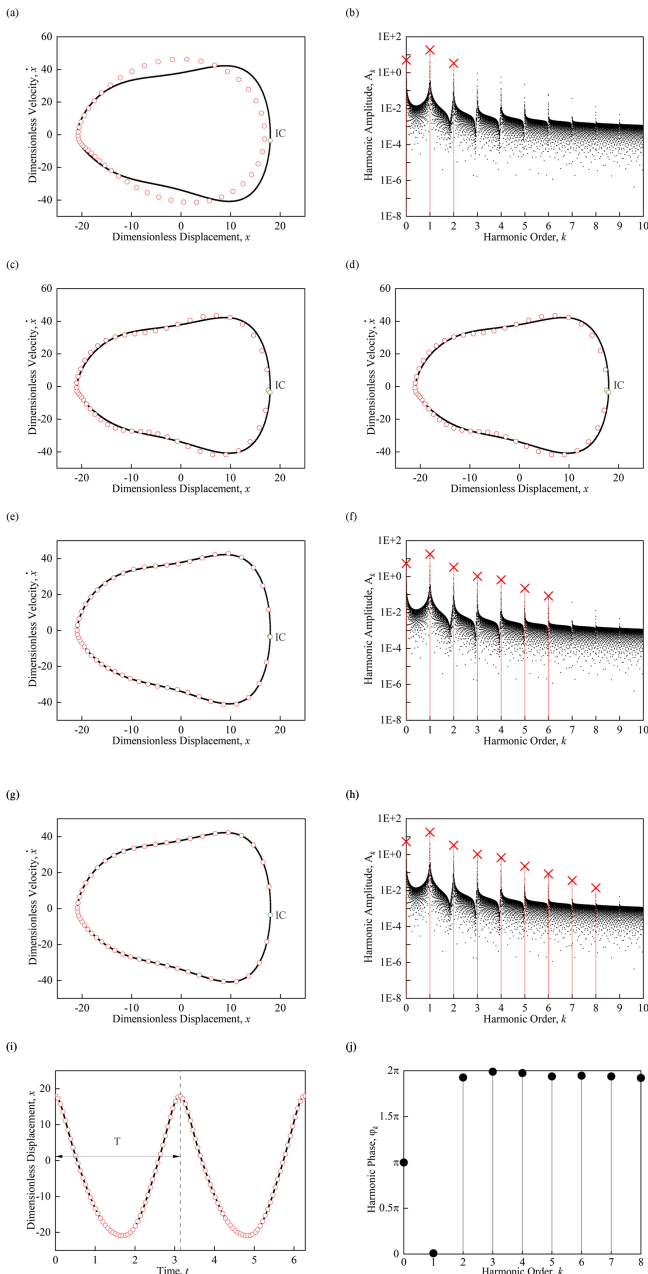 (a)
60
40
20
0
-20
-40
-20
-10
0
10
20
IC
Dimensionless Velocity, ẋ
Dimensionless Displacement, x
(b)
1E+2
1E+0
1E-2
1E-4
1E-6
1E-8
0 1 2 3 4 5 6 7 8 9 10
Harmonic Amplitude, Aₖ
Harmonic Order, k
(c)
60
40
20
0
-20
-40
-60
-20
-10
0
10
20
IC
Dimensionless Velocity, ẋ
Dimensionless Displacement, x
(d)
60
40
20
0
-20
-40
-60
-20
-10
0
10
20
IC
Dimensionless Velocity, ẋ
Dimensionless Displacement, x
(e)
40
20
0
-20
-40
-20
-10
0
10
20
IC
Dimensionless Velocity, ẋ
Dimensionless Displacement, x
(f)
1E+2
1E+0
1E-2
1E-4
1E-6
1E-8
0 1 2 3 4 5 6 7 8 9 10
Harmonic Amplitude, Aₖ
Harmonic Order, k
(g)
40
20
0
-20
-40
-20
-10
0
10
20
IC
Dimensionless Velocity, ẋ
Dimensionless Displacement, x
(h)
1E+2
1E+0
1E-2
1E-4
1E-6
1E-8
0 1 2 3 4 5 6 7 8 9 10
Harmonic Amplitude, Aₖ
Harmonic Order, k
(i)
20
10
0
-10
-20
0 1 2 3 4 5 6
T
Dimensionless Displacement, x
Time, t
(j)
2π
1.5π
π
0.5π
0
0 1 2 3 4 5 6 7 8
Harmonic Phase, φₖ
Harmonic Order, k